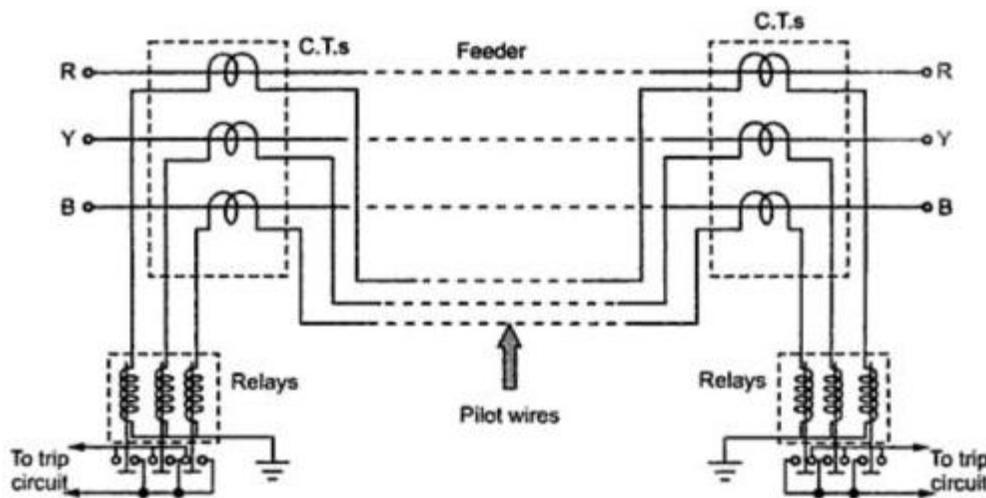 C.T.s
C.T.s
Feeder
R
R
Y
Y
B
B
Relays
Relays
Pilot wires
To trip
circuit
To trip
circuit